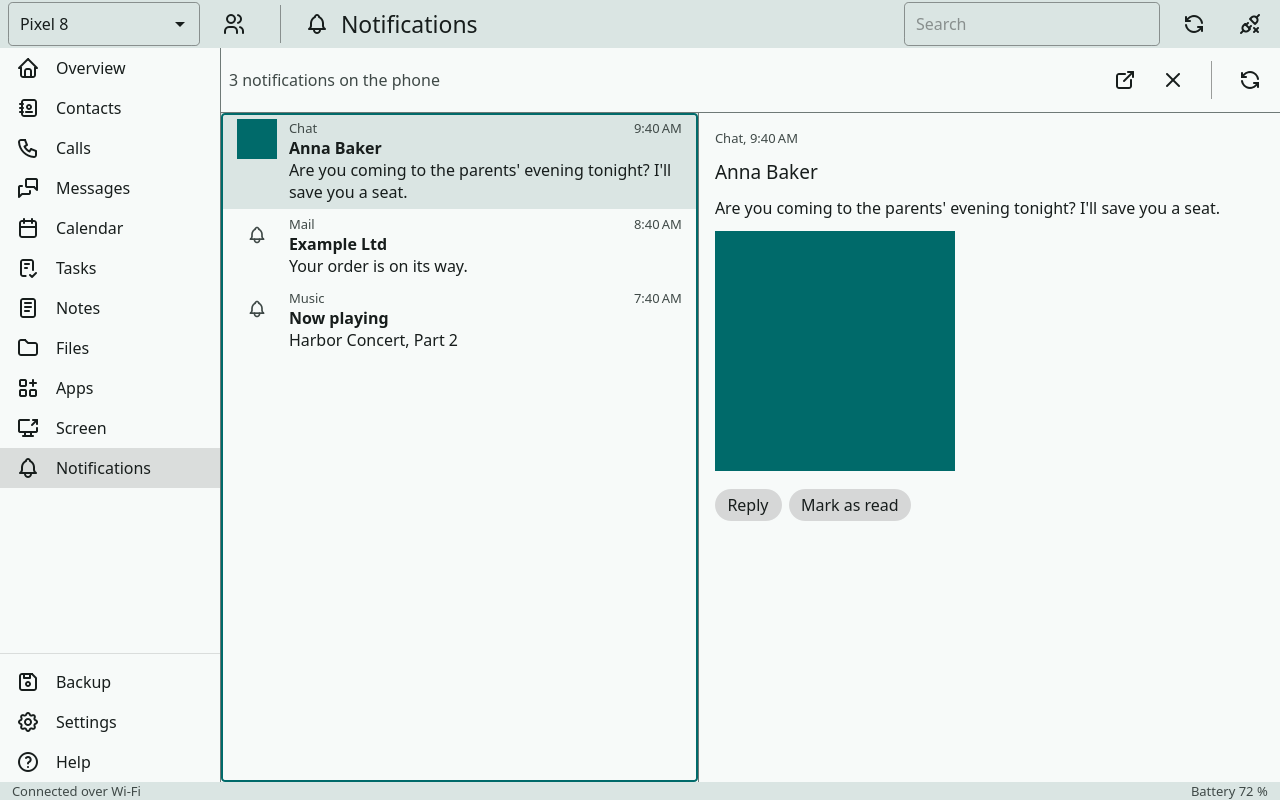 Pixel 8
Notifications
Search
Overview
Contacts
Calls
Messages
Calendar
Tasks
Notes
Files
Apps
Screen
Notifications
Backup
Settings
Help
3 notifications on the phone
Chat 9:40 AM
Anna Baker
Are you coming to the parents' evening tonight? I'll
save you a seat.
Mail 8:40 AM
Example Ltd
Your order is on its way.
Music 7:40 AM
Now playing
Harbor Concert, Part 2
Chat, 9:40 AM
Anna Baker
Are you coming to the parents' evening tonight? I'll save you a seat.
Reply Mark as read
Connected over Wi-Fi
Battery 72 %